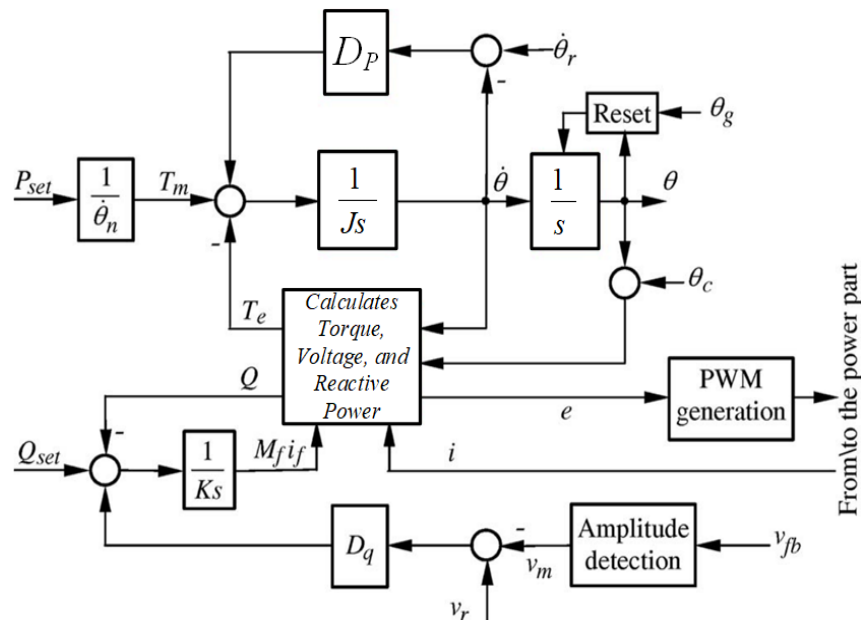 D_P
θ̇_r
-
Reset
θ_g
P_set
1
θ̇_n
T_m
1
Js
θ̇
1
s
θ
-
T_e
Calculates
Torque,
Voltage, and
Reactive
Power
θ_c
Q
e
PWM
generation
-
Q_set
1
Ks
M_f i_f
i
From\to the power part
D_q
-
v_m
Amplitude
detection
v_fb
v_r